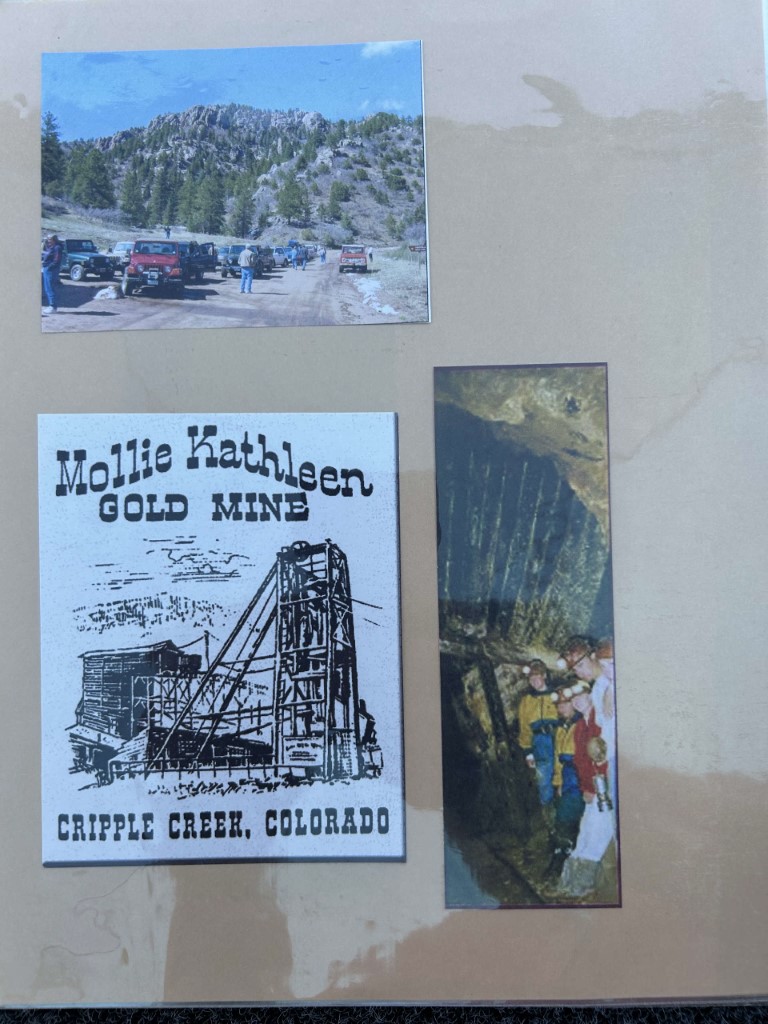 Mollie Kathleen
GOLD MINE
CRIPPLE CREEK, COLORADO